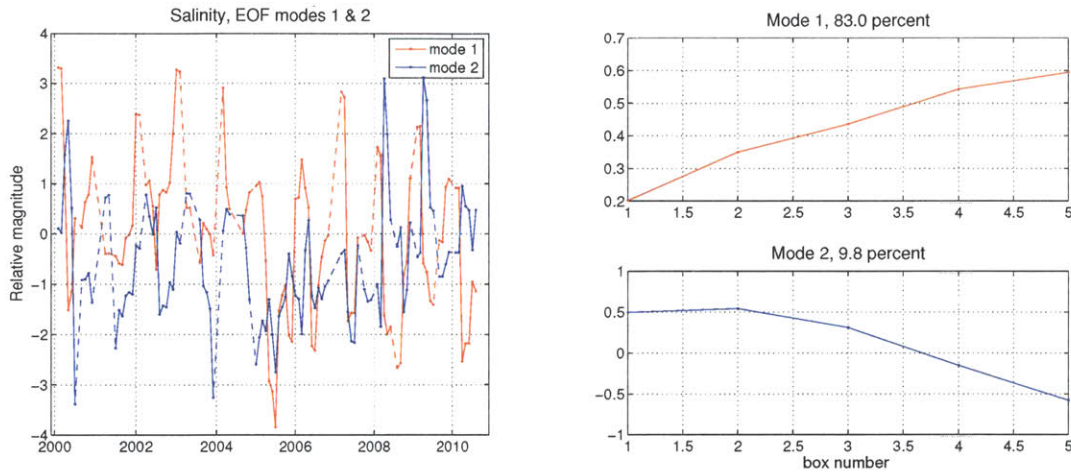 Salinity, EOF modes 1 & 2
mode 1
mode 2
Relative magnitude
4
3
2
1
0
−1
−2
−3
−4
2000 2002 2004 2006 2008 2010
Mode 1, 83.0 percent
0.7
0.6
0.5
0.4
0.3
0.2
1 1.5 2 2.5 3 3.5 4 4.5 5
Mode 2, 9.8 percent
1
0.5
0
−0.5
−1
1 1.5 2 2.5 3 3.5 4 4.5 5
box number